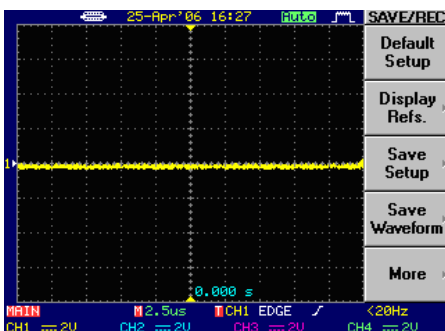 25-Apr'06 16:27 Auto SAVE/REC
Default
Setup
Display
Refs.
Save
Setup
Save
Waveform
More
1
0.000 s
MAIN M 2.5us T CH1 EDGE <20Hz
CH1 2V CH2 2V CH3 2V CH4 2V